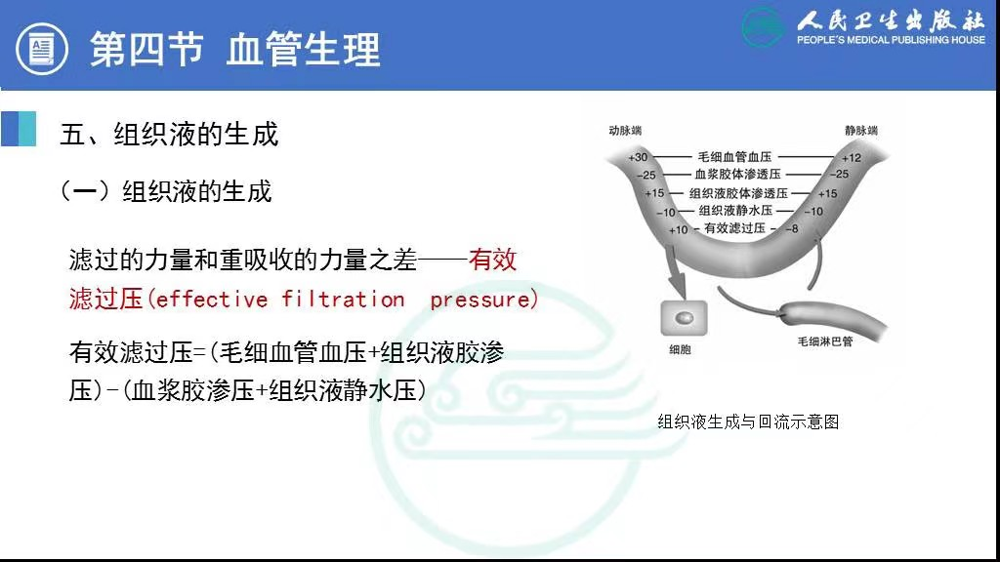 第四节 血管生理
人民卫生出版社
PEOPLE'S MEDICAL PUBLISHING HOUSE
五、组织液的生成
（一）组织液的生成
滤过的力量和重吸收的力量之差——有效
滤过压(effective filtration pressure)
有效滤过压=(毛细血管血压+组织液胶渗
压)-(血浆胶渗压+组织液静水压)
动脉端 静脉端
+30 毛细血管血压 +12
-25 血浆胶体渗透压 -25
+15 组织液胶体渗透压 +15
-10 组织液静水压 -10
+10 有效滤过压 -8
细胞 毛细淋巴管
组织液生成与回流示意图